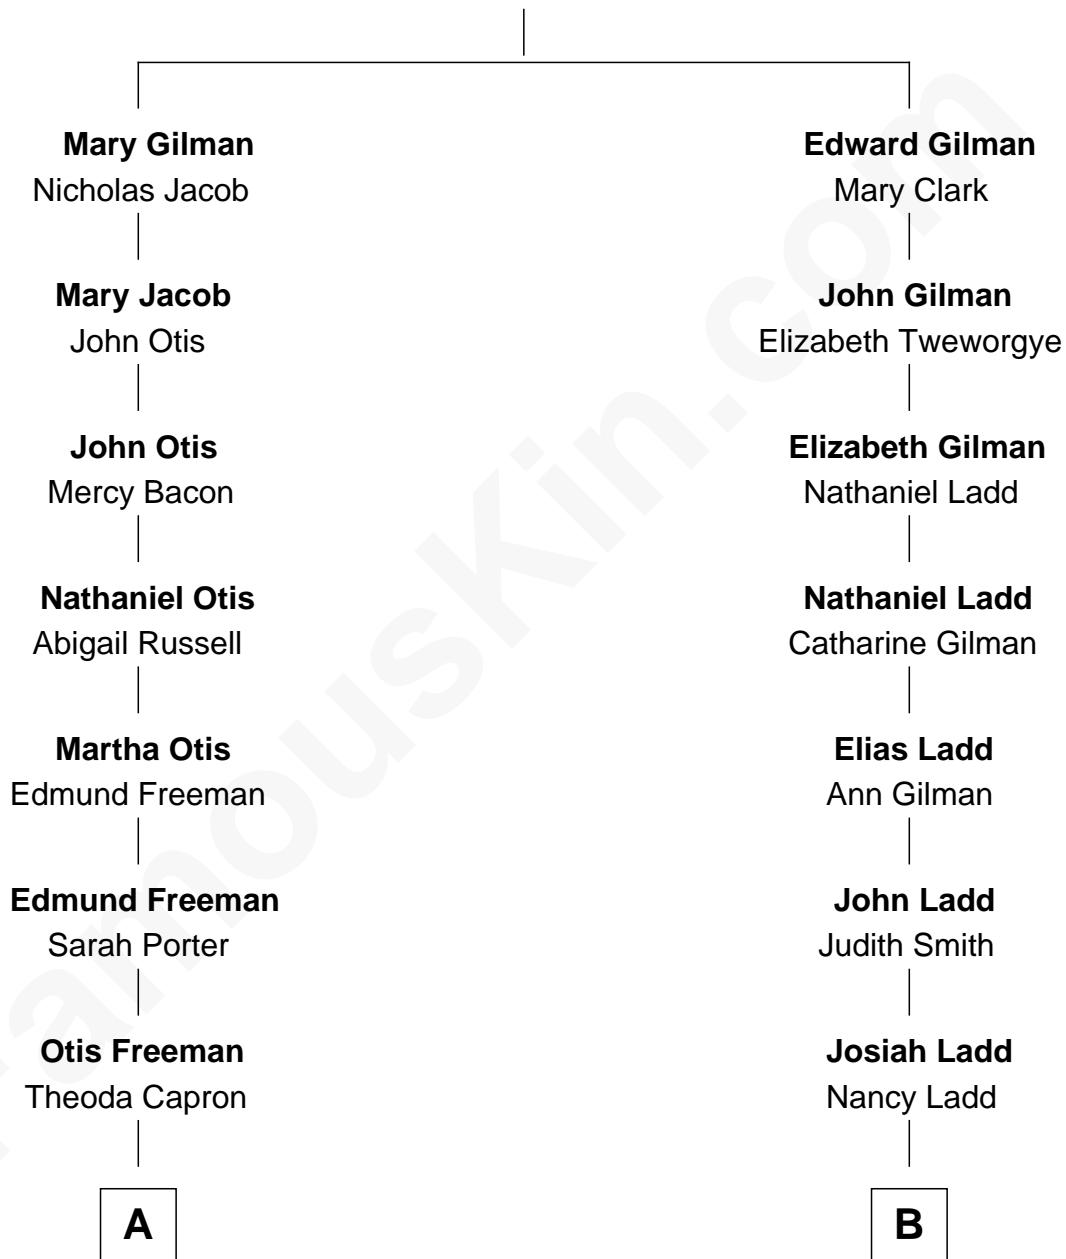 Mary Gilman
Nicholas Jacob
Mary Jacob
John Otis
John Otis
Mercy Bacon
Nathaniel Otis
Abigail Russell
Martha Otis
Edmund Freeman
Edmund Freeman
Sarah Porter
Otis Freeman
Theoda Capron
A
Edward Gilman
Mary Clark
John Gilman
Elizabeth Tweworgye
Elizabeth Gilman
Nathaniel Ladd
Nathaniel Ladd
Catharine Gilman
Elias Ladd
Ann Gilman
John Ladd
Judith Smith
Josiah Ladd
Nancy Ladd
B
FamousKin.com